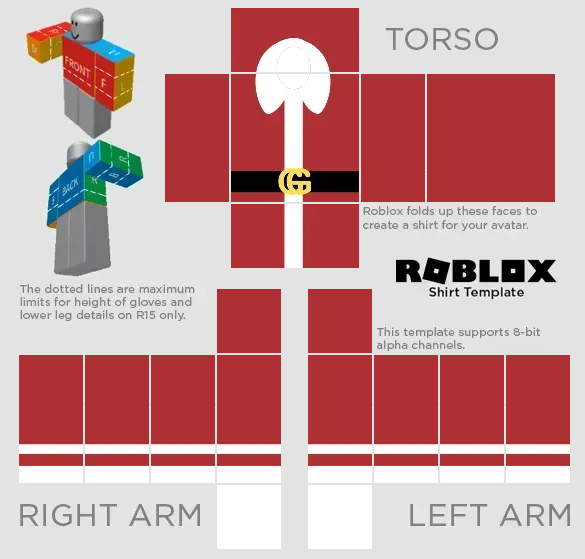 TORSO
FRONT
F
L
D
U
U
BACK
B
R
R
B
GG
Roblox folds up these faces to
create a shirt for your avatar.
ROBLOX
Shirt Template
The dotted lines are maximum
limits for height of gloves and
lower leg details on R15 only.
This template supports 8-bit
alpha channels.
RIGHT ARM
LEFT ARM